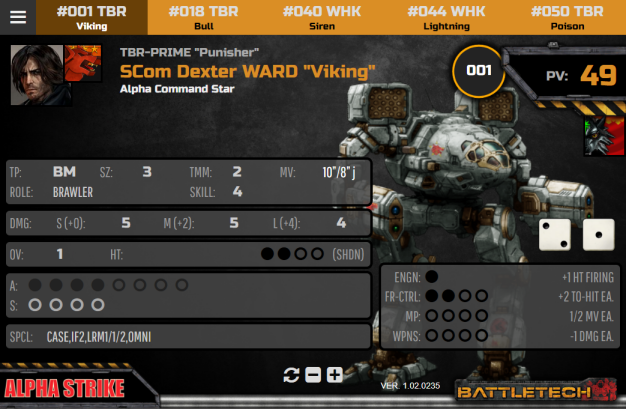 #001 TBR
Viking
#018 TBR
Bull
#040 WHK
Siren
#044 WHK
Lightning
#050 TBR
Poison
TBR-PRIME "Punisher"
SCom Dexter WARD "Viking"
Alpha Command Star
001
PV: 49
TP: BM SZ: 3 TMM: 2 MV: 10"/8" j
ROLE: BRAWLER SKILL: 4
DMG: S (+0): 5 M (+2): 5 L (+4): 4
OV: 1 HT: (SHDN)
A:
S:
SPCL: CASE,IF2,LRM1/1/2,OMNI
ENGN: +1 HT FIRING
FR-CTRL: +2 TO-HIT EA.
MP: 1/2 MV EA.
WPNS: -1 DMG EA.
VER. 1.02.0235
ALPHA STRIKE
BATTLETECH